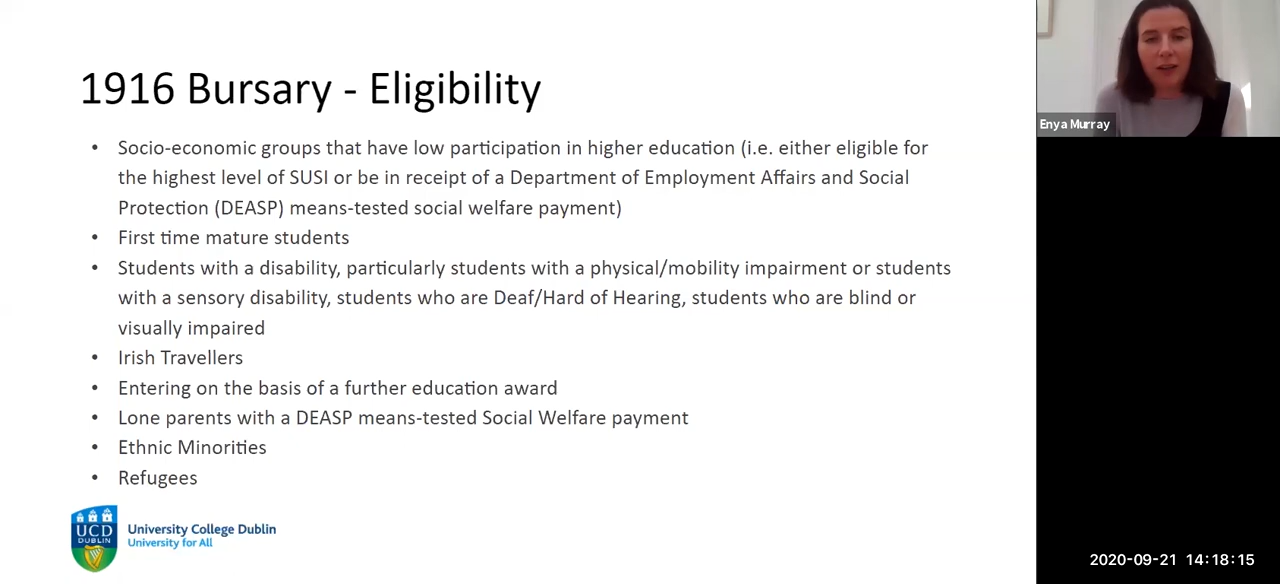 1916 Bursary - Eligibility
• Socio-economic groups that have low participation in higher education (i.e. either eligible for
the highest level of SUSI or be in receipt of a Department of Employment Affairs and Social
Protection (DEASP) means-tested social welfare payment)
• First time mature students
• Students with a disability, particularly students with a physical/mobility impairment or students
with a sensory disability, students who are Deaf/Hard of Hearing, students who are blind or
visually impaired
• Irish Travellers
• Entering on the basis of a further education award
• Lone parents with a DEASP means-tested Social Welfare payment
• Ethnic Minorities
• Refugees
UCD
DUBLIN
University College Dublin
University for All
Enya Murray
2020-09-21 14:18:15